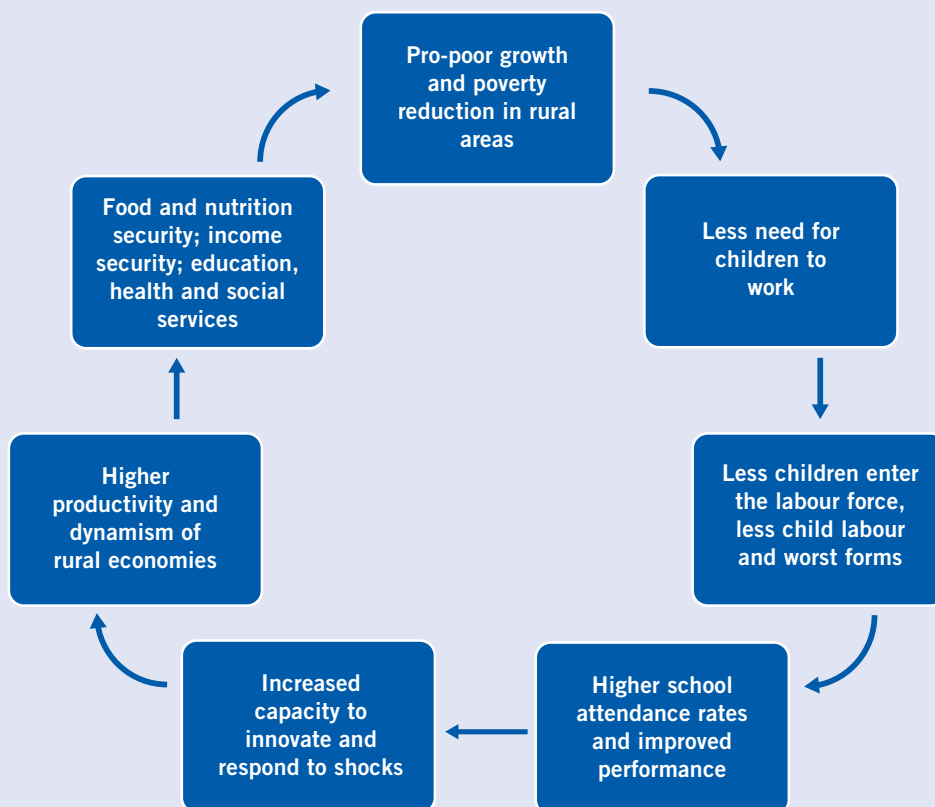 Pro-poor growth
and poverty
reduction in rural
areas
Less need for
children to
work
Less children enter
the labour force,
less child labour
and worst forms
Higher school
attendance rates
and improved
performance
Increased
capacity to
innovate and
respond to shocks
Higher
productivity and
dynamism of
rural economies
Food and nutrition
security; income
security; education,
health and social
services